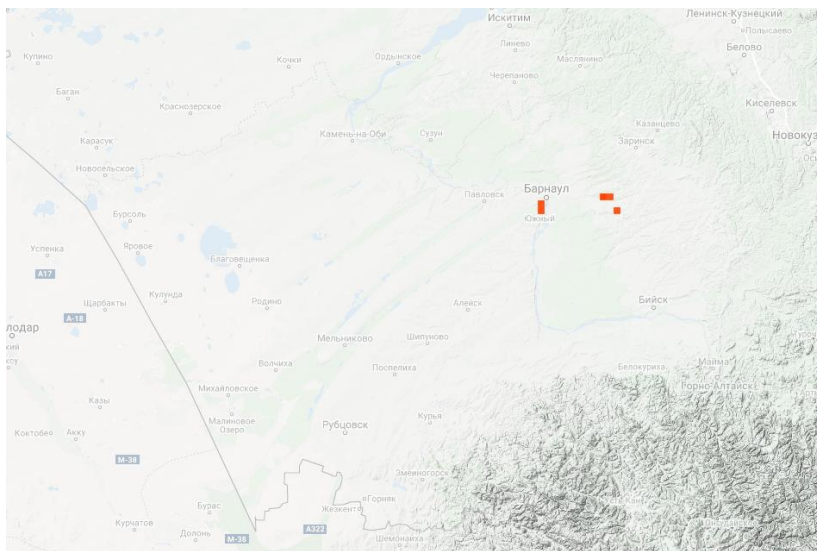 Искитим
Ленинск-Кузнецкий
Полысаево
Линево
Белово
Купино
Кочки
Ордынское
Маслянино
Черепаново
Баган
Киселевск
Краснозерское
Казанцево
Камень-на-Оби
Сузун
Заринск
Новокуз
Карасук
Ось
Новосельское
Барнаул
Павловск
Бурсоль
Южный
Успенка
Яровое
Благовещенка
A17
Кулунда
Родино
Алейск
Бийск
Щарбакты
A-18
лодар
Мельниково
Шипуново
кий
ксу
Волчиха
Поспелиха
Белокуриха
Майма
Горно-Алтайск
Михайловское
Казы
Малиновое
Озеро
Рубцовск
Курья
Коктобе
Акку
M-38
Змеиногорск
Горняк
Бурас
Жезкент
Курчатов
Долонь
M-38
A322
Шемонаиха